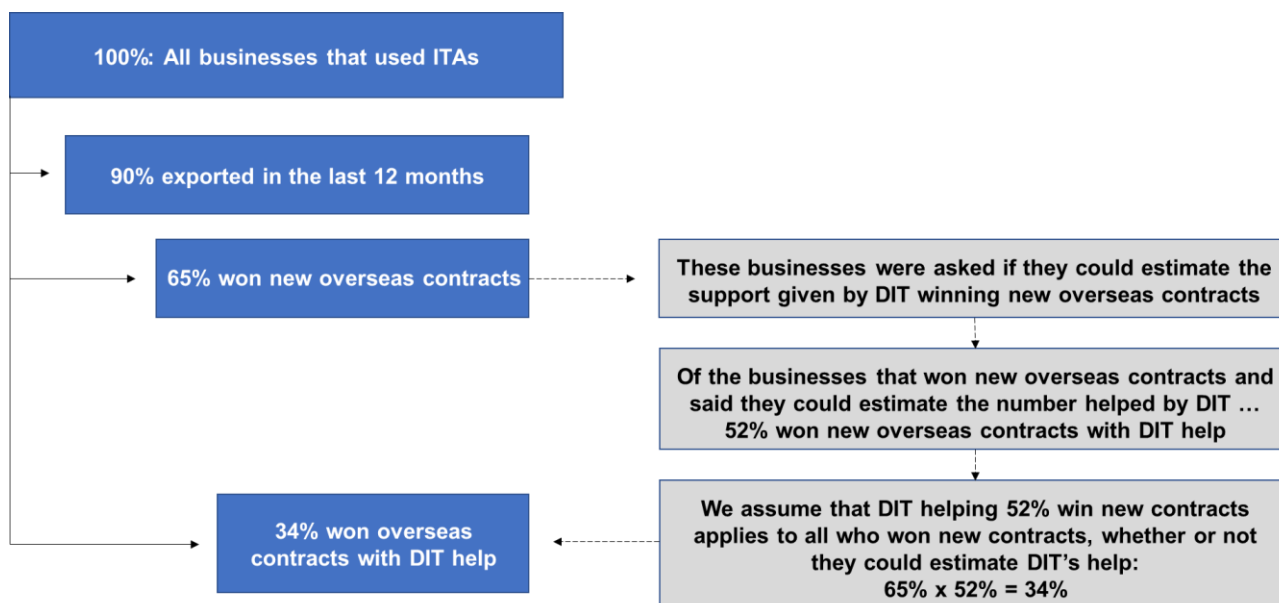 100%: All businesses that used ITAs
90% exported in the last 12 months
65% won new overseas contracts
These businesses were asked if they could estimate the
support given by DIT winning new overseas contracts
Of the businesses that won new overseas contracts and
said they could estimate the number helped by DIT …
52% won new overseas contracts with DIT help
34% won overseas
contracts with DIT help
We assume that DIT helping 52% win new contracts
applies to all who won new contracts, whether or not
they could estimate DIT’s help:
65% x 52% = 34%